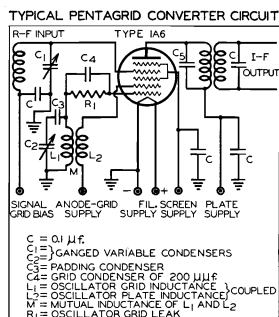 TYPICAL PENTAGRID CONVERTER CIRCUIT
R-F INPUT TYPE 1A6
C₁ C₄ C₅ C I-F
OUTPUT
C R₁
C₃
C₂ L₁ L₂ C C
M
- +
SIGNAL ANODE-GRID FIL. SCREEN PLATE
GRID BIAS SUPPLY SUPPLY SUPPLY SUPPLY
C = 0.1 µf.
C₁=
C₂= }GANGED VARIABLE CONDENSERS
C₃= PADDING CONDENSER
C4= GRID CONDENSER OF 200 µµf.
L₁ = OSCILLATOR GRID INDUCTANCE
L₂= OSCILLATOR PLATE INDUCTANCE }COUPLED
M = MUTUAL INDUCTANCE OF L₁ AND L₂
R₁= OSCILLATOR GRID LEAK